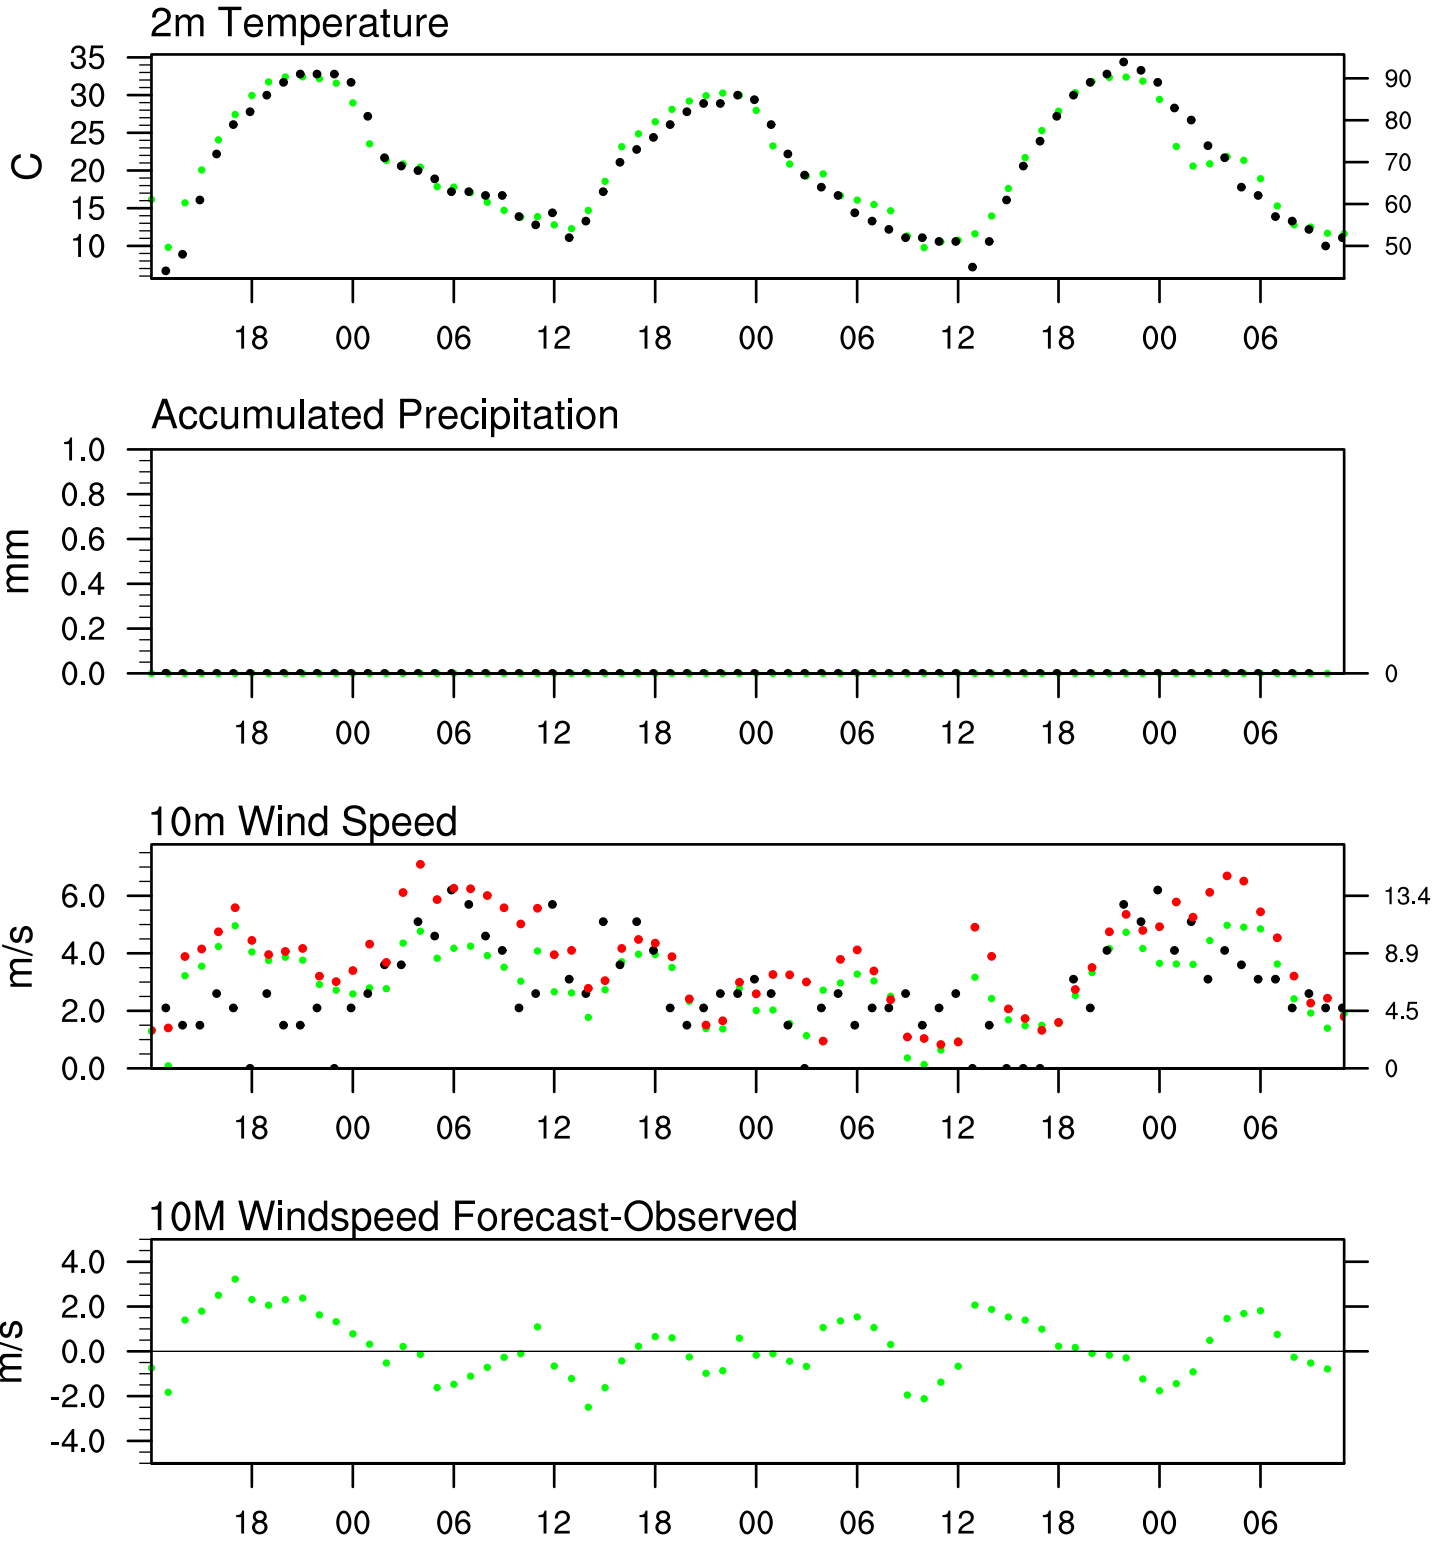 2m Temperature
35
30
25
20
15
10
C
90
80
70
60
50
18 00 06 12 18 00 06 12 18 00 06
Accumulated Precipitation
1.0
0.8
0.6
0.4
0.2
0.0
mm
0
18 00 06 12 18 00 06 12 18 00 06
10m Wind Speed
6.0
4.0
2.0
0.0
m/s
13.4
8.9
4.5
0
18 00 06 12 18 00 06 12 18 00 06
10M Windspeed Forecast-Observed
4.0
2.0
0.0
-2.0
-4.0
m/s
18 00 06 12 18 00 06 12 18 00 06